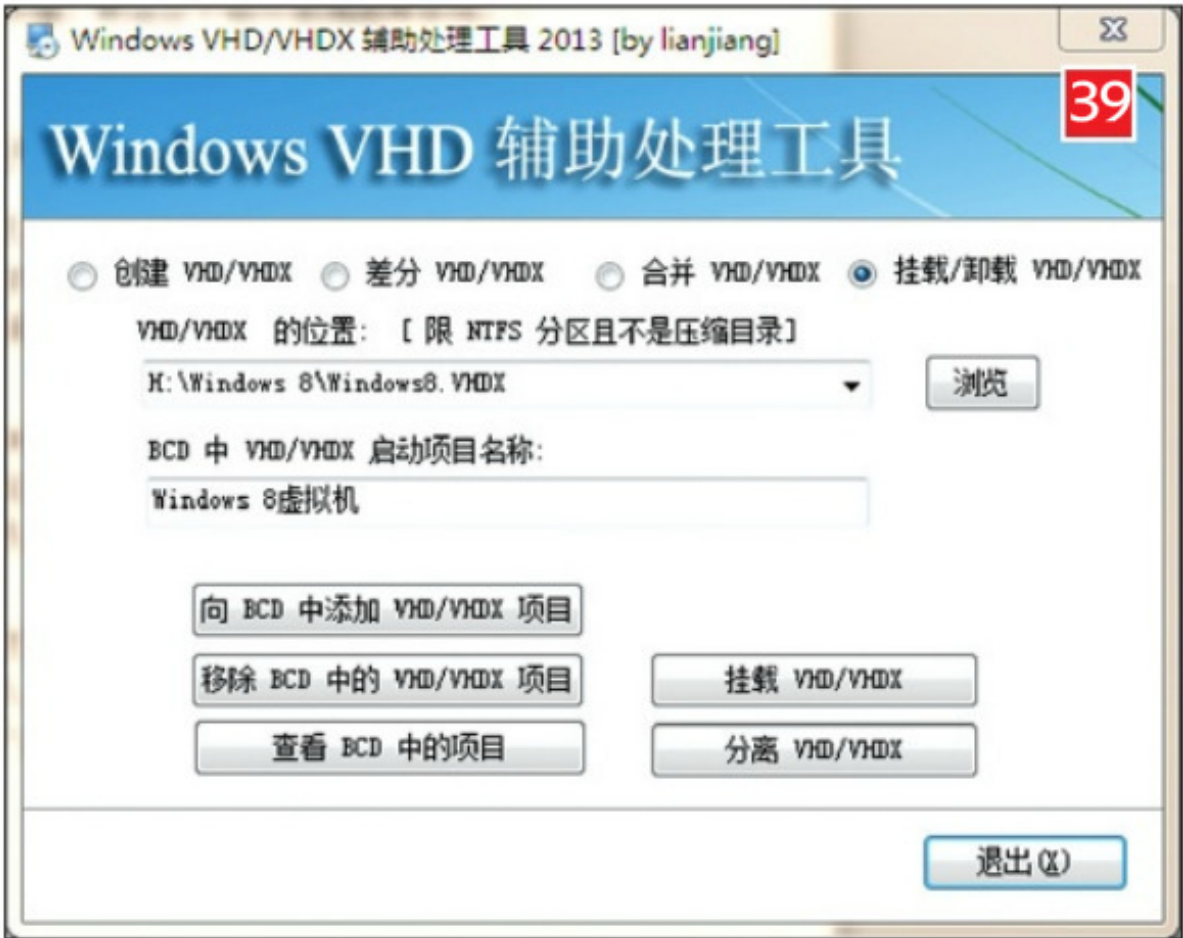 Windows VHD/VHDX 辅助处理工具 2013 [by lianjiang]
39
Windows VHD 辅助处理工具
创建 VHD/VHDX 差分 VHD/VHDX 合并 VHD/VHDX 挂载/卸载 VHD/VHDX
VHD/VHDX 的位置: [ 限 NTFS 分区且不是压缩目录]
M:\Windows 8\Windows8.VHDX 浏览
BCD 中 VHD/VHDX 启动项目名称:
Windows 8虚拟机
向 BCD 中添加 VHD/VHDX 项目
移除 BCD 中的 VHD/VHDX 项目 挂载 VHD/VHDX
查看 BCD 中的项目 分离 VHD/VHDX
退出(X)